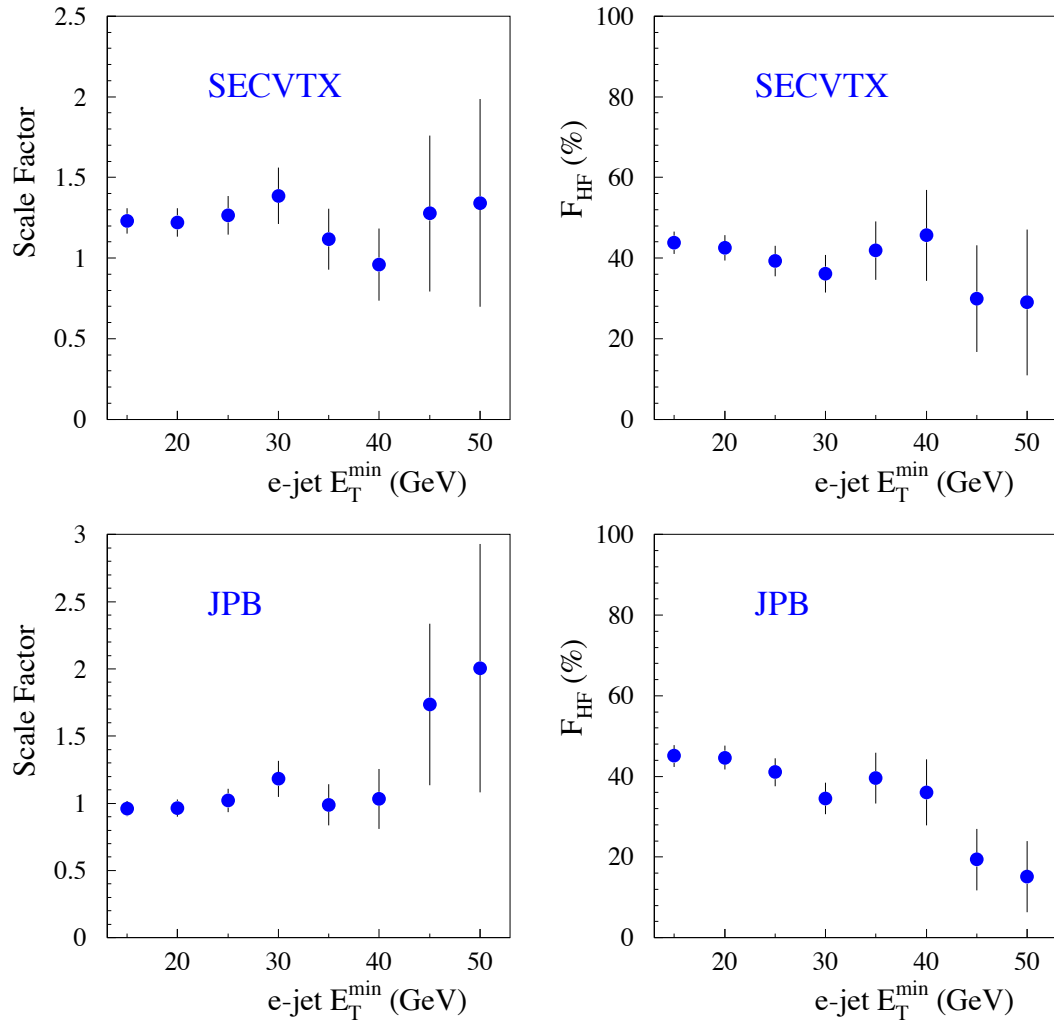 2.5
2
1.5
1
0.5
0
Scale Factor
SECVTX
20 30 40 50
e-jet E_T^min (GeV)
100
80
60
40
20
0
F_HF (%)
SECVTX
20 30 40 50
e-jet E_T^min (GeV)
3
2.5
2
1.5
1
0.5
0
Scale Factor
JPB
20 30 40 50
e-jet E_T^min (GeV)
100
80
60
40
20
0
F_HF (%)
JPB
20 30 40 50
e-jet E_T^min (GeV)